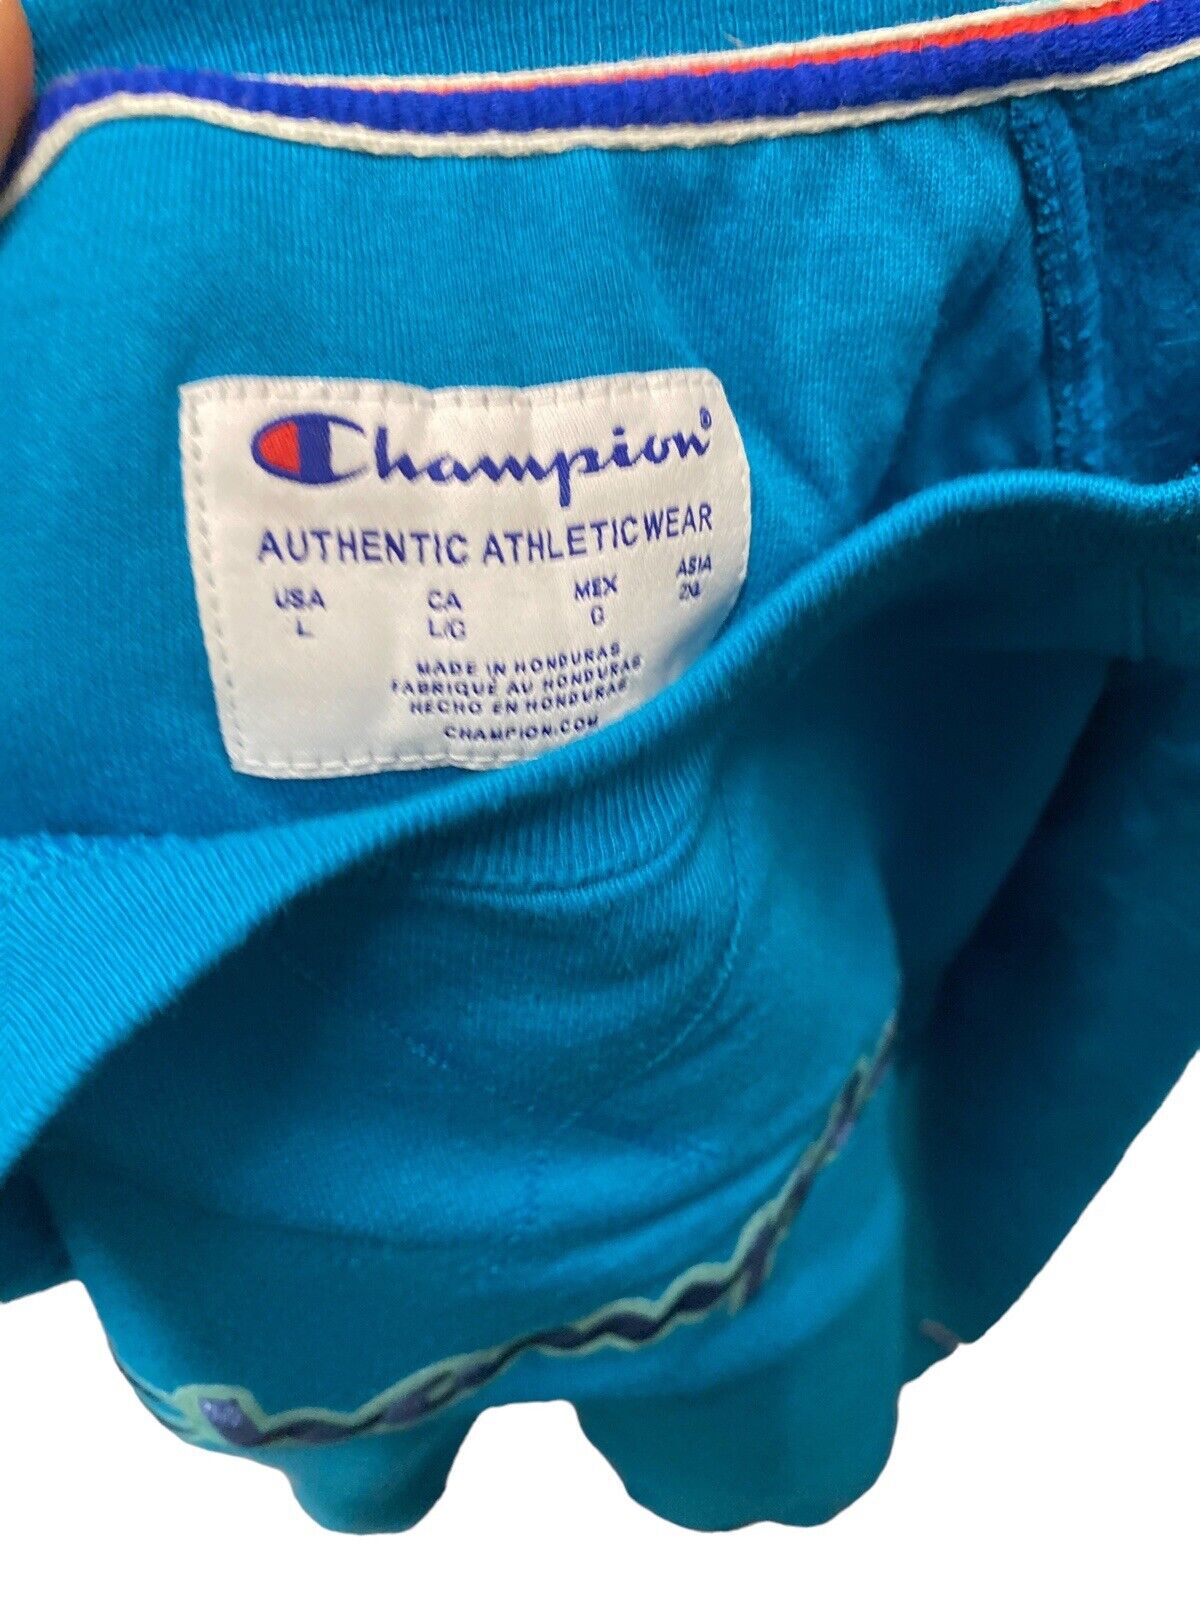 Champion®
AUTHENTIC ATHLETICWEAR
USA CA MEX ASIA
L L/G G 2XL
MADE IN HONDURAS
FABRIQUÉ AU HONDURAS
HECHO EN HONDURAS
CHAMPION.COM